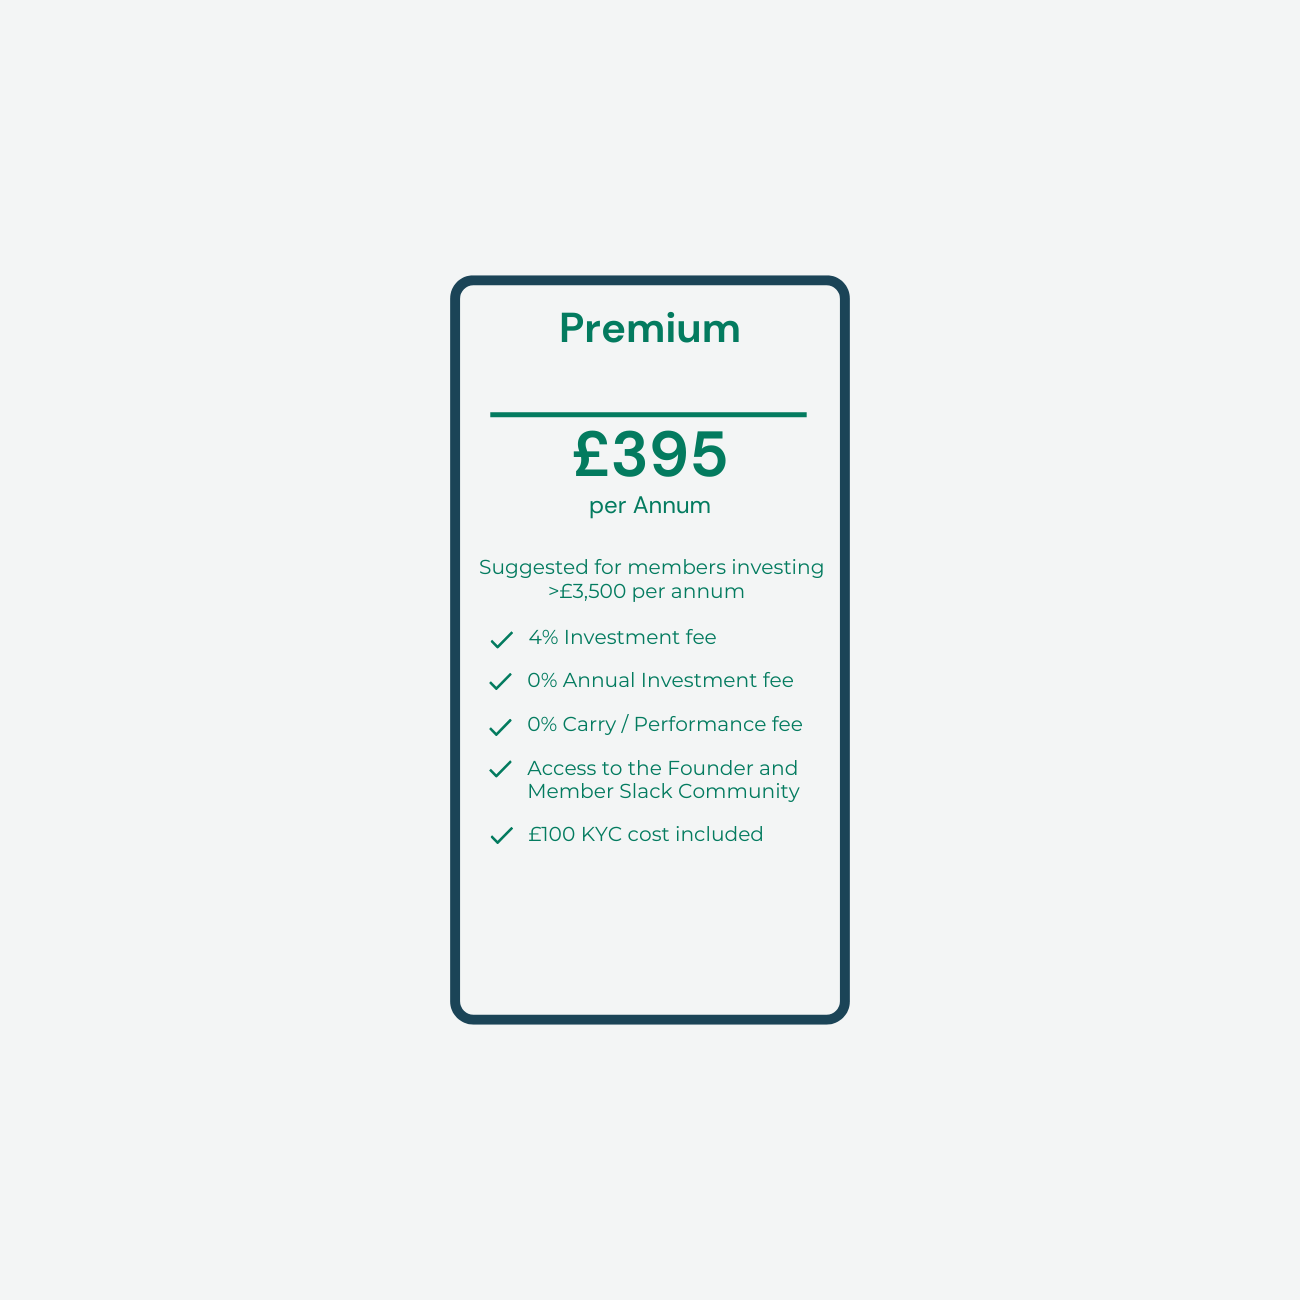 Premium
£395
per Annum
Suggested for members investing
>£3,500 per annum
4% Investment fee
0% Annual Investment fee
0% Carry / Performance fee
Access to the Founder and
Member Slack Community
£100 KYC cost included